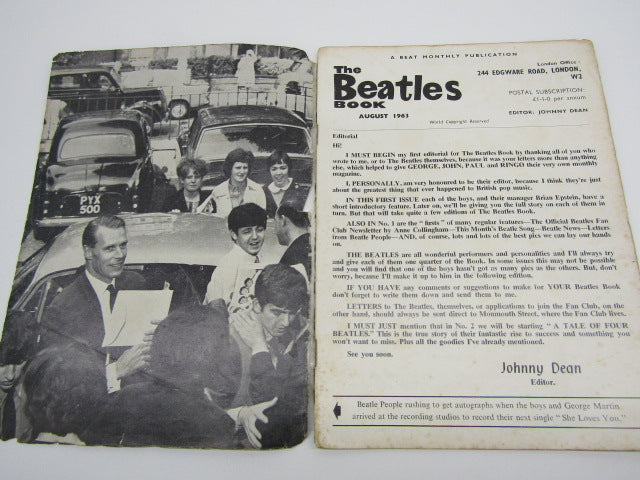 PYX
500
A BEAT MONTHLY PUBLICATION
The
Beatles
BOOK
AUGUST 1963
London Office -
244 EDGWARE ROAD, LONDON,
W2
POSTAL SUBSCRIPTION:
£1-1-0 per annum
EDITOR: JOHNNY DEAN
World Copyright Reserved
Editorial
Hi!
I MUST BEGIN my first editorial for The Beatles Book by thanking all of you who
wrote to me, or to The Beatles themselves, because it was your letters more than anything
else, which helped to give GEORGE, JOHN, PAUL and RINGO their very own monthly
magazine.
I, PERSONALLY, am very honoured to be their editor, because I think they're just about
the greatest thing that ever happened to British pop music.
IN THIS FIRST ISSUE each of the boys, and their manager Brian Epstein, have a
short introductory feature. Later on, we'll be giving you the full story on each of them in
turn. But that will take quite a few editions of The Beatles Book.
ALSO IN No. 1 are the "firsts" of many regular features—The Official Beatles Fan
Club Newsletter by Anne Collingham—This Month's Beatle Song—Beatle News—Letters
from Beatle People—AND, of course, lots and lots of the best pics we can lay our hands
on.
THE BEATLES are all wonderful performers and personalities and I'll always try
and give each of them one quarter of the Book. In some issues this may not be possible
and you will find that one of the boys hasn't got as many pics as the others. But, don't
worry, because I'll make it up to him in the following edition.
IF YOU HAVE any comments or suggestions to make for YOUR Beatles Book
don't forget to write them down and send them to me.
LETTERS to The Beatles, themselves, or applications to join the Fan Club, on the
other hand, should always be sent direct to Monmouth Street, where the Fan Club lives.
I MUST JUST mention that in No. 2 we will be starting "A TALE OF FOUR
BEATLES." This is the true story of their fantastic rise to success and something you
won't want to miss. Plus all the goodies I've already mentioned.
See you soon.
Johnny Dean
Editor.
Beatle People rushing to get autographs when the boys and George Martin
arrived at the recording studios to record their next single "She Loves You."